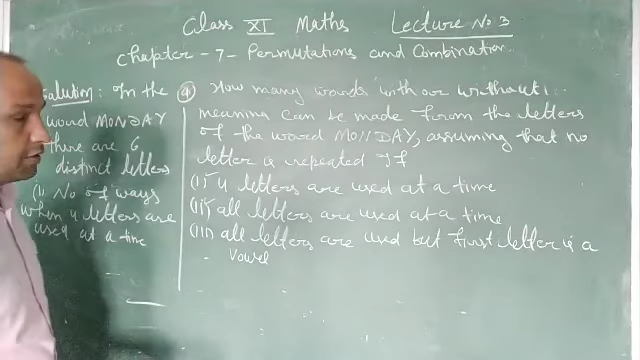 Class XI Maths Lecture No 3
Chapter - 7 - Permutations and Combination
Solution: In the
word MONDAY
there are 6
distinct letters
(i) No of ways
when 4 letters are
used at a time
(4) How many words with or without
meaning can be made from the letters
of the word MONDAY, assuming that no
letter is repeated If
(i) 4 letters are used at a time
(ii) all letters are used at a time
(iii) all letters are used but first letter is a
vowel